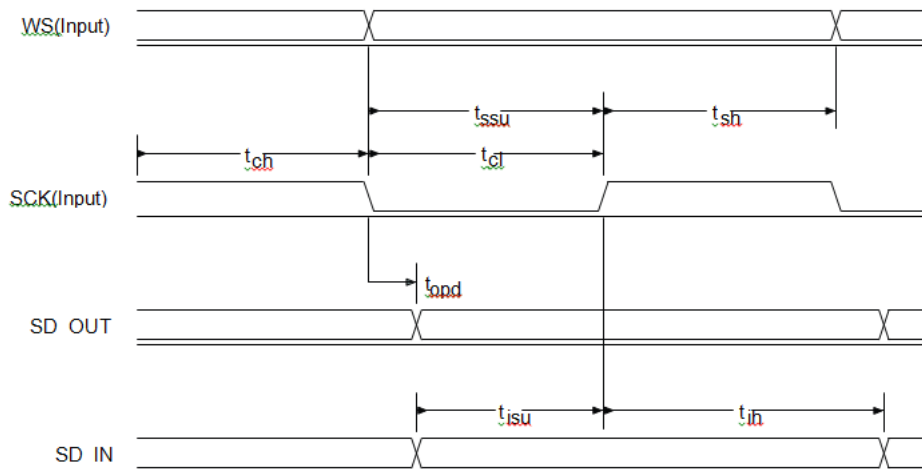 WS(Input)
tssu
tsh
tch
tcl
SCK(Input)
topd
SD OUT
tisu
tih
SD IN